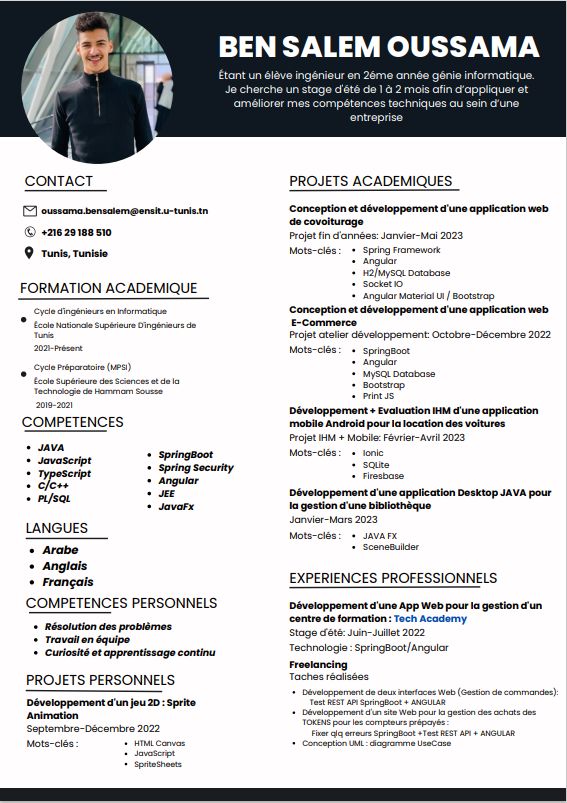 BEN SALEM OUSSAMA
Étant un élève ingénieur en 2éme année génie informatique.
Je cherche un stage d'été de 1 à 2 mois afin d'appliquer et
améliorer mes compétences techniques au sein d'une
entreprise
CONTACT
oussama.bensalem@ensit.u-tunis.tn
+216 29 188 510
Tunis, Tunisie
FORMATION ACADEMIQUE
• Cycle d'ingénieurs en Informatique
École Nationale Supérieure D'ingénieurs de
Tunis
2021-Présent
• Cycle Préparatoire (MPSI)
École Supérieure des Sciences et de la
Technologie de Hammam Sousse
2019-2021
COMPETENCES
• JAVA
• JavaScript
• TypeScript
• C/C++
• PL/SQL
• SpringBoot
• Spring Security
• Angular
• JEE
• JavaFx
LANGUES
• Arabe
• Anglais
• Français
COMPETENCES PERSONNELS
• Résolution des problèmes
• Travail en équipe
• Curiosité et apprentissage continu
PROJETS PERSONNELS
Développement d'un jeu 2D : Sprite
Animation
Septembre-Décembre 2022
Mots-clés :
• HTML Canvas
• JavaScript
• SpriteSheets
PROJETS ACADEMIQUES
Conception et développement d'une application web
de covoiturage
Projet fin d'années: Janvier-Mai 2023
Mots-clés :
• Spring Framework
• Angular
• H2/MySQL Database
• Socket IO
• Angular Material UI / Bootstrap
Conception et développement d'une application web
E-Commerce
Projet atelier développement: Octobre-Décembre 2022
Mots-clés :
• SpringBoot
• Angular
• MySQL Database
• Bootstrap
• Print JS
Développement + Evaluation IHM d'une application
mobile Android pour la location des voitures
Projet IHM + Mobile: Février-Avril 2023
Mots-clés :
• Ionic
• SQLite
• Firesbase
Développement d'une application Desktop JAVA pour
la gestion d'une bibliothèque
Janvier-Mars 2023
Mots-clés :
• JAVA FX
• SceneBuilder
EXPERIENCES PROFESSIONNELS
Développement d'une App Web pour la gestion d'un
centre de formation : Tech Academy
Stage d'été: Juin-Juillet 2022
Technologie : SpringBoot/Angular
Freelancing
Taches réalisées
• Développement de deux interfaces Web (Gestion de commandes):
Test REST API SpringBoot + ANGULAR
• Développement d'un site Web pour la gestion des achats des
TOKENS pour les compteurs prépayés :
Fixer qlq erreurs SpringBoot +Test REST API + ANGULAR
• Conception UML : diagramme UseCase